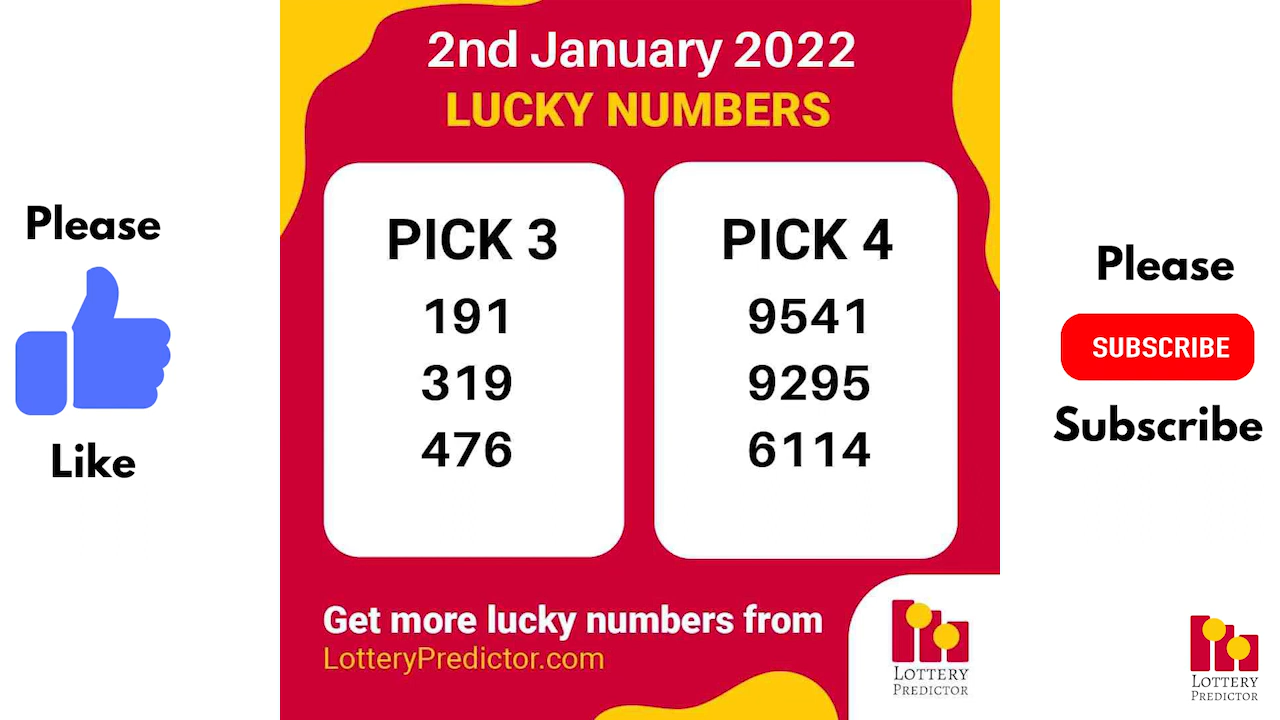 2nd January 2022
LUCKY NUMBERS
PICK 3
191
319
476
PICK 4
9541
9295
6114
Get more lucky numbers from
LotteryPredictor.com
LOTTERY
PREDICTOR
Please
Like
Please
SUBSCRIBE
Subscribe
LOTTERY
PREDICTOR